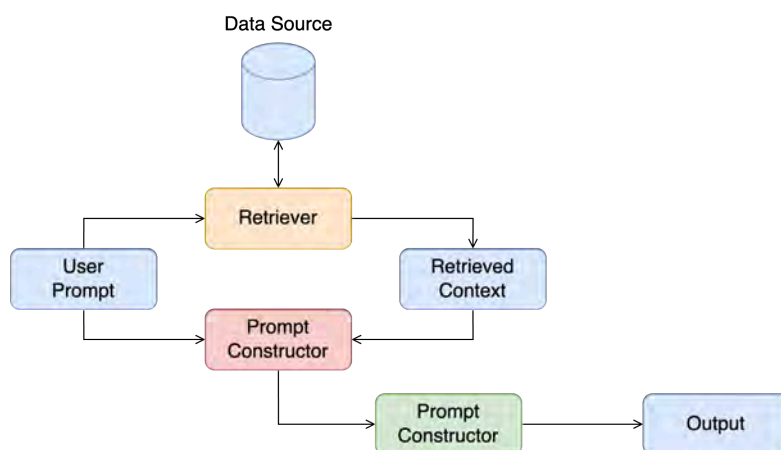 Data Source
Retriever
User
Prompt
Retrieved
Context
Prompt
Constructor
Prompt
Constructor
Output